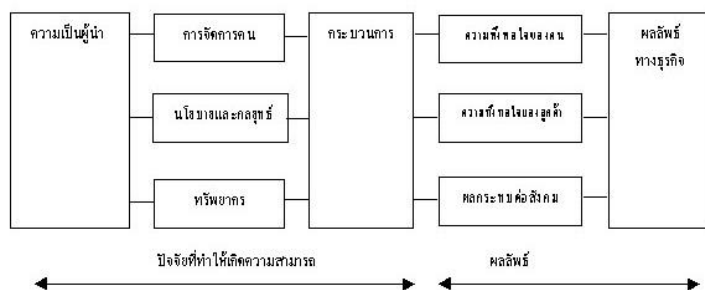 ความเป็นผู้นำ
การจัดการคน
นโยบายและกลยุทธ์
ทรัพยากร
กระบวนการ
ความพึงพอใจของคน
ความพึงพอใจของลูกค้า
ผลกระทบต่อสังคม
ผลลัพธ์
ทางธุรกิจ
ปัจจัยที่ทำให้เกิดความสามารถ
ผลลัพธ์